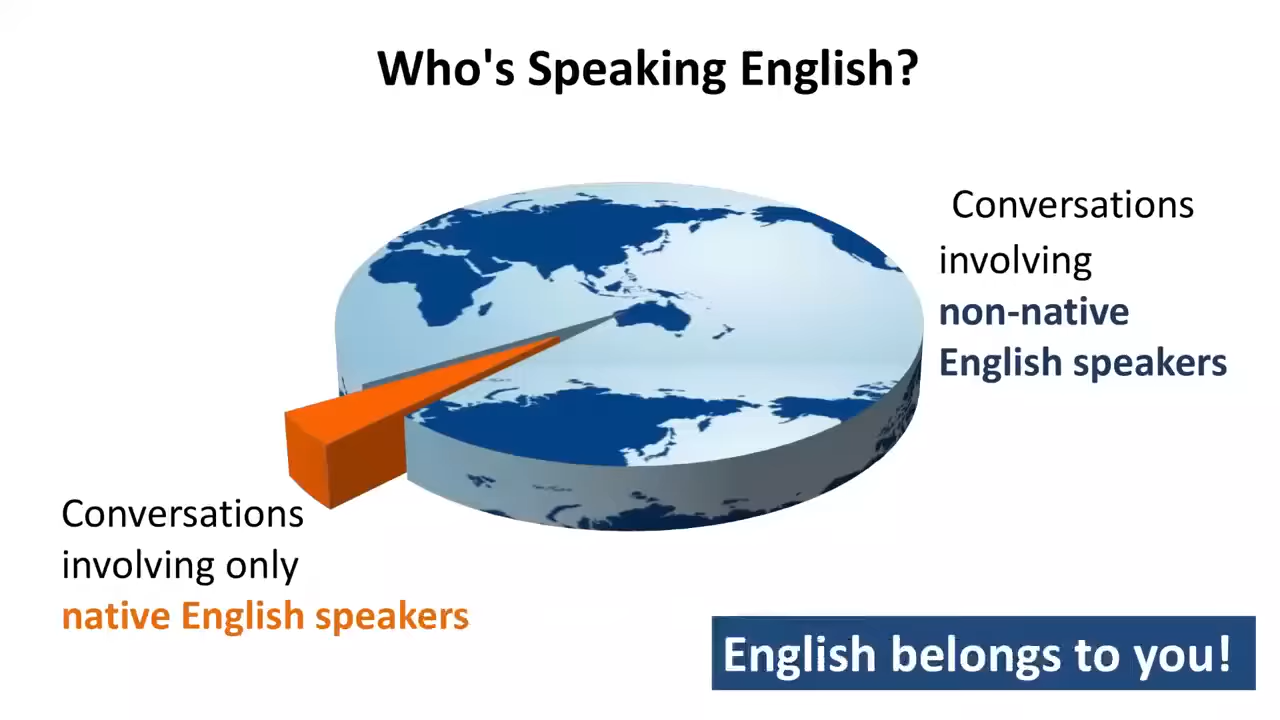 Who's Speaking English?
Conversations
involving
non-native
English speakers
Conversations
involving only
native English speakers
English belongs to you!